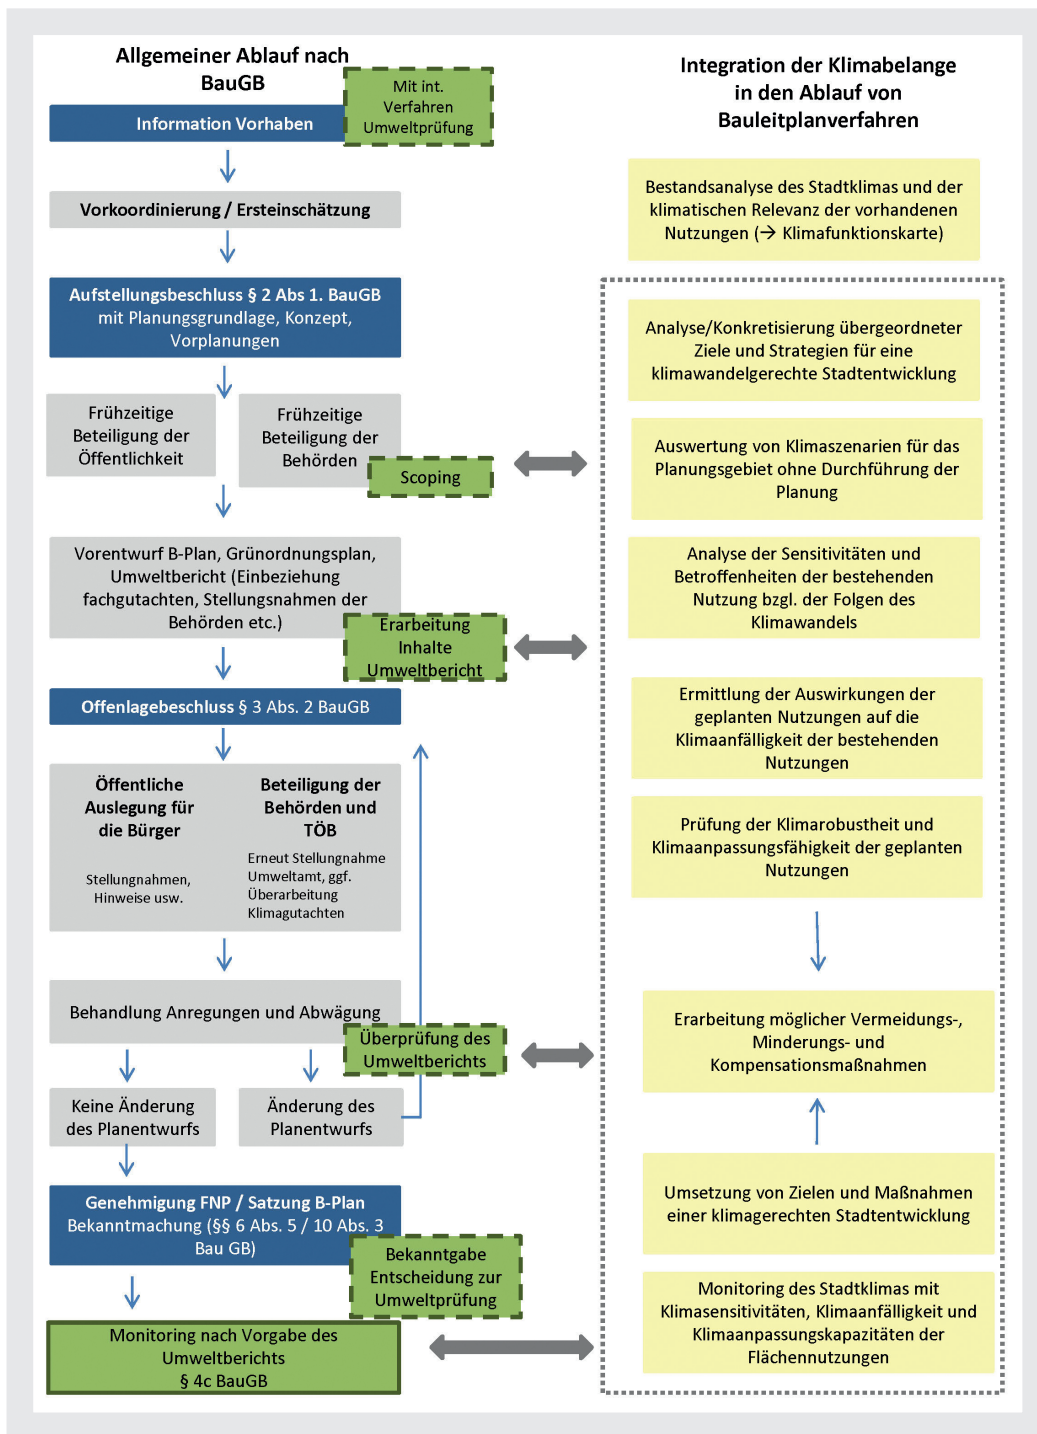 Allgemeiner Ablauf nach
BauGB
Mit int.
Verfahren
Umweltprüfung
Information Vorhaben
Vorkoordinierung / Ersteinschätzung
Aufstellungsbeschluss § 2 Abs 1. BauGB
mit Planungsgrundlage, Konzept,
Vorplanungen
Frühzeitige
Beteiligung der
Öffentlichkeit
Frühzeitige
Beteiligung der
Behörden
Scoping
Vorentwurf B-Plan, Grünordnungsplan,
Umweltbericht (Einbeziehung
fachgutachten, Stellungsnahmen der
Behörden etc.)
Erarbeitung
Inhalte
Umweltbericht
Offenlagebeschluss § 3 Abs. 2 BauGB
Öffentliche
Auslegung für
die Bürger
Stellungnahmen,
Hinweise usw.
Beteiligung der
Behörden und
TÖB
Erneut Stellungnahme
Umweltamt, ggf.
Überarbeitung
Klimagutachten
Behandlung Anregungen und Abwägung
Überprüfung des
Umweltberichts
Keine Änderung
des Planentwurfs
Änderung des
Planentwurfs
Genehmigung FNP / Satzung B-Plan
Bekanntmachung (§§ 6 Abs. 5 / 10 Abs. 3
Bau GB)
Bekanntgabe
Entscheidung zur
Umweltprüfung
Monitoring nach Vorgabe des
Umweltberichts
§ 4c BauGB
Integration der Klimabelange
in den Ablauf von
Bauleitplanverfahren
Bestandsanalyse des Stadtklimas und der
klimatischen Relevanz der vorhandenen
Nutzungen (→ Klimafunktionskarte)
Analyse/Konkretisierung übergeordneter
Ziele und Strategien für eine
klimawandelgerechte Stadtentwicklung
Auswertung von Klimaszenarien für das
Planungsgebiet ohne Durchführung der
Planung
Analyse der Sensitivitäten und
Betroffenheiten der bestehenden
Nutzung bzgl. der Folgen des
Klimawandels
Ermittlung der Auswirkungen der
geplanten Nutzungen auf die
Klimaanfälligkeit der bestehenden
Nutzungen
Prüfung der Klimarobustheit und
Klimaanpassungsfähigkeit der geplanten
Nutzungen
Erarbeitung möglicher Vermeidungs-,
Minderungs- und
Kompensationsmaßnahmen
Umsetzung von Zielen und Maßnahmen
einer klimagerechten Stadtentwicklung
Monitoring des Stadtklimas mit
Klimasensitivitäten, Klimaanfälligkeit und
Klimaanpassungskapazitäten der
Flächennutzungen